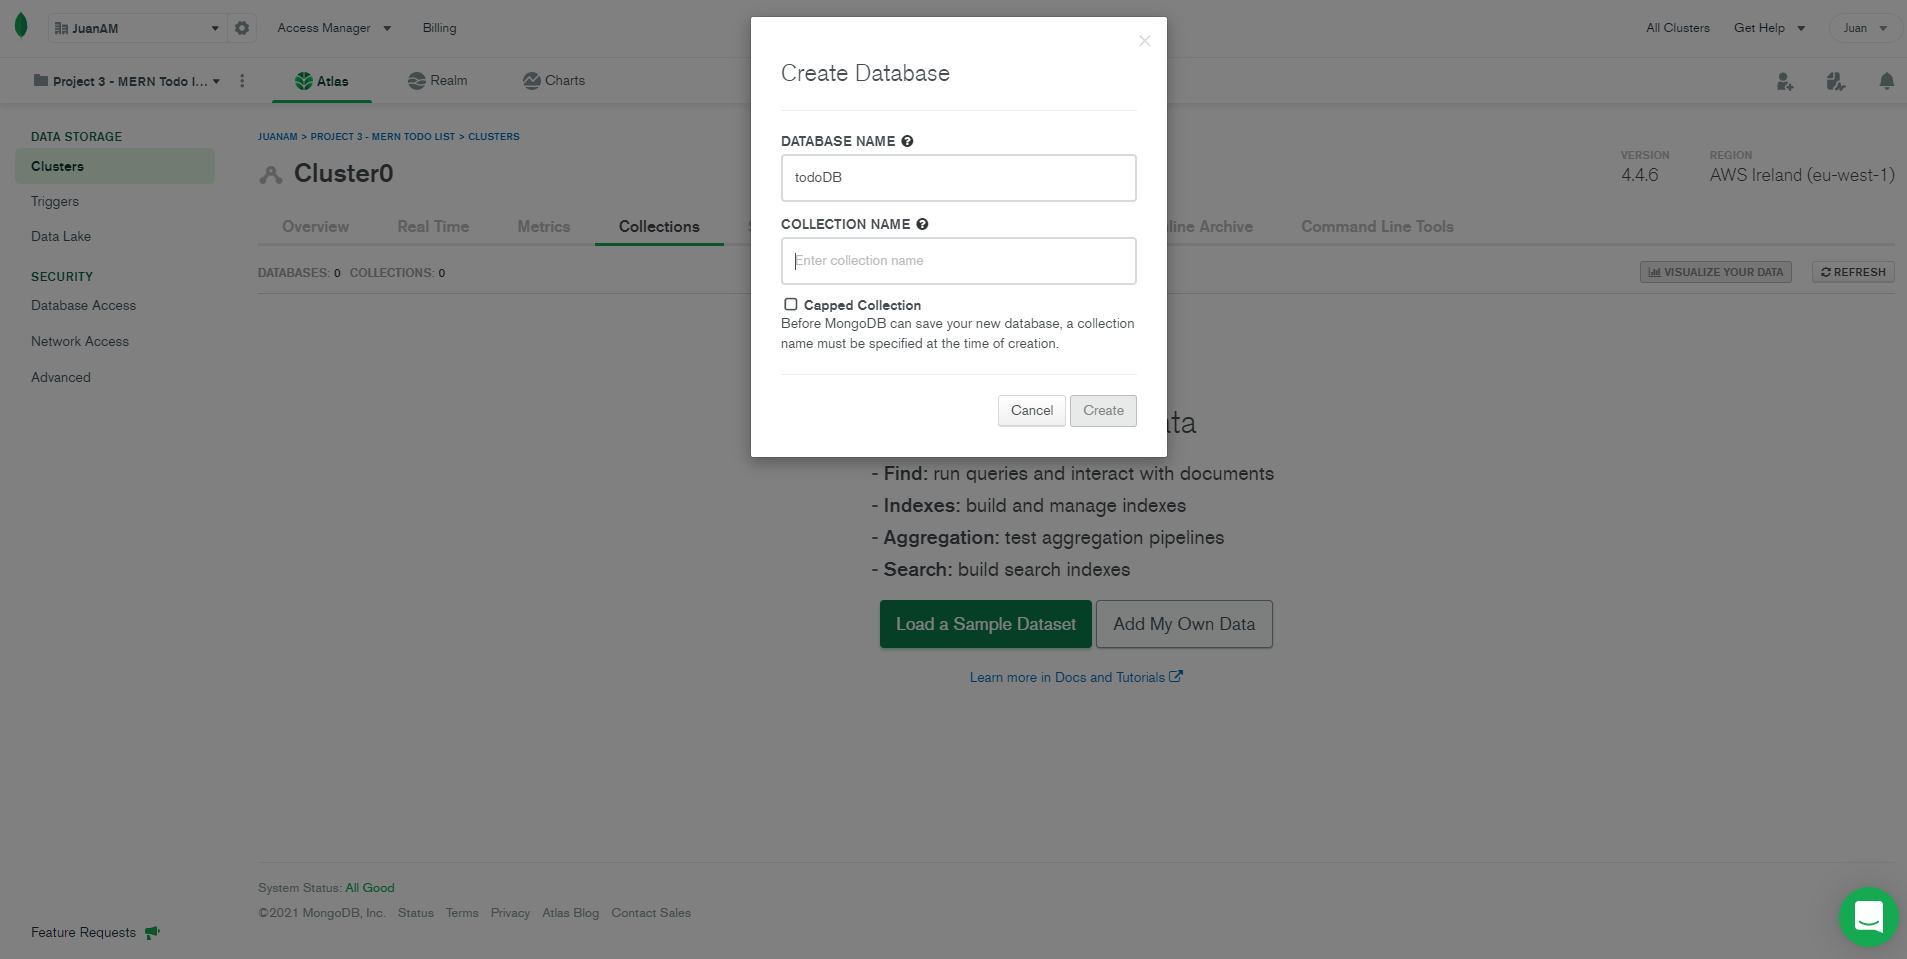 JuanAM
Access Manager
Billing
All Clusters
Get Help
Juan
Project 3 - MERN Todo l...
Atlas
Realm
Charts
DATA STORAGE
Clusters
Triggers
Data Lake
SECURITY
Database Access
Network Access
Advanced
Feature Requests
JUANAM > PROJECT 3 - MERN TODO LIST > CLUSTERS
Cluster0
VERSION
4.4.6
REGION
AWS Ireland (eu-west-1)
Overview
Real Time
Metrics
Collections
Archive
Command Line Tools
DATABASES: 0 COLLECTIONS: 0
VISUALIZE YOUR DATA
REFRESH
Create Database
DATABASE NAME
todoDB
COLLECTION NAME
Enter collection name
Capped Collection
Before MongoDB can save your new database, a collection
name must be specified at the time of creation.
Cancel
Create
- Find: run queries and interact with documents
- Indexes: build and manage indexes
- Aggregation: test aggregation pipelines
- Search: build search indexes
Load a Sample Dataset
Add My Own Data
Learn more in Docs and Tutorials
System Status: All Good
©2021 MongoDB, Inc. Status Terms Privacy Atlas Blog Contact Sales